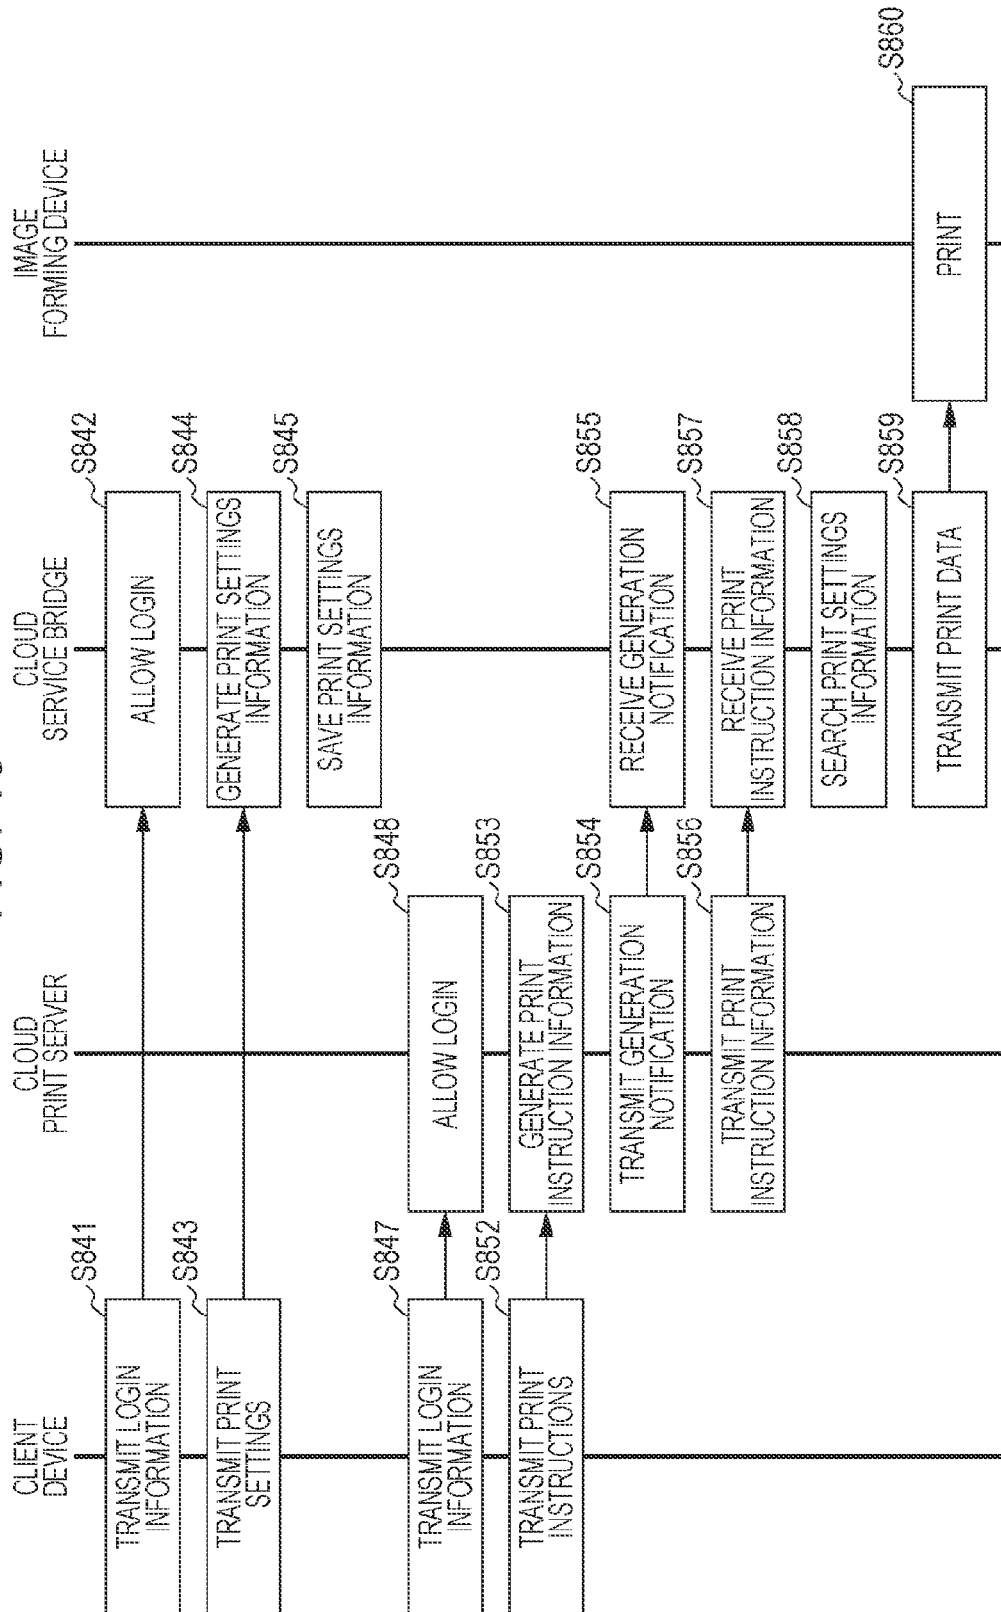 CLIENT
DEVICE
CLOUD
PRINT SERVER
CLOUD
SERVICE BRIDGE
IMAGE
FORMING DEVICE
S841
TRANSMIT LOGIN
INFORMATION
S842
ALLOW LOGIN
S843
TRANSMIT PRINT
SETTINGS
S844
GENERATE PRINT SETTINGS
INFORMATION
S845
SAVE PRINT SETTINGS
INFORMATION
S847
TRANSMIT LOGIN
INFORMATION
S848
ALLOW LOGIN
S852
TRANSMIT PRINT
INSTRUCTIONS
S853
GENERATE PRINT
INSTRUCTION INFORMATION
S854
TRANSMIT GENERATION
NOTIFICATION
S855
RECEIVE GENERATION
NOTIFICATION
S856
TRANSMIT PRINT
INSTRUCTION INFORMATION
S857
RECEIVE PRINT
INSTRUCTION INFORMATION
S858
SEARCH PRINT SETTINGS
INFORMATION
S859
TRANSMIT PRINT DATA
S860
PRINT